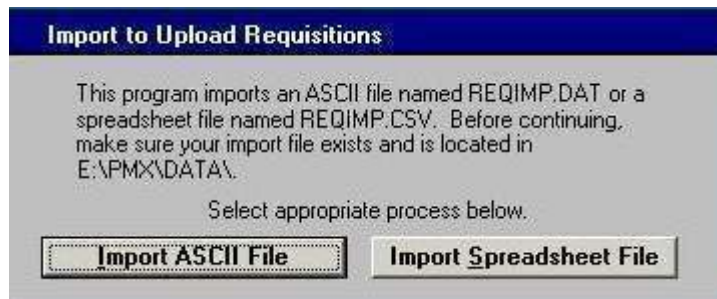 Import to Upload Requisitions
This program imports an ASCII file named REQIMP.DAT or a
spreadsheet file named REQIMP.CSV. Before continuing,
make sure your import file exists and is located in
E:\PMX\DATA\.
Select appropriate process below.
Import ASCII File
Import Spreadsheet File